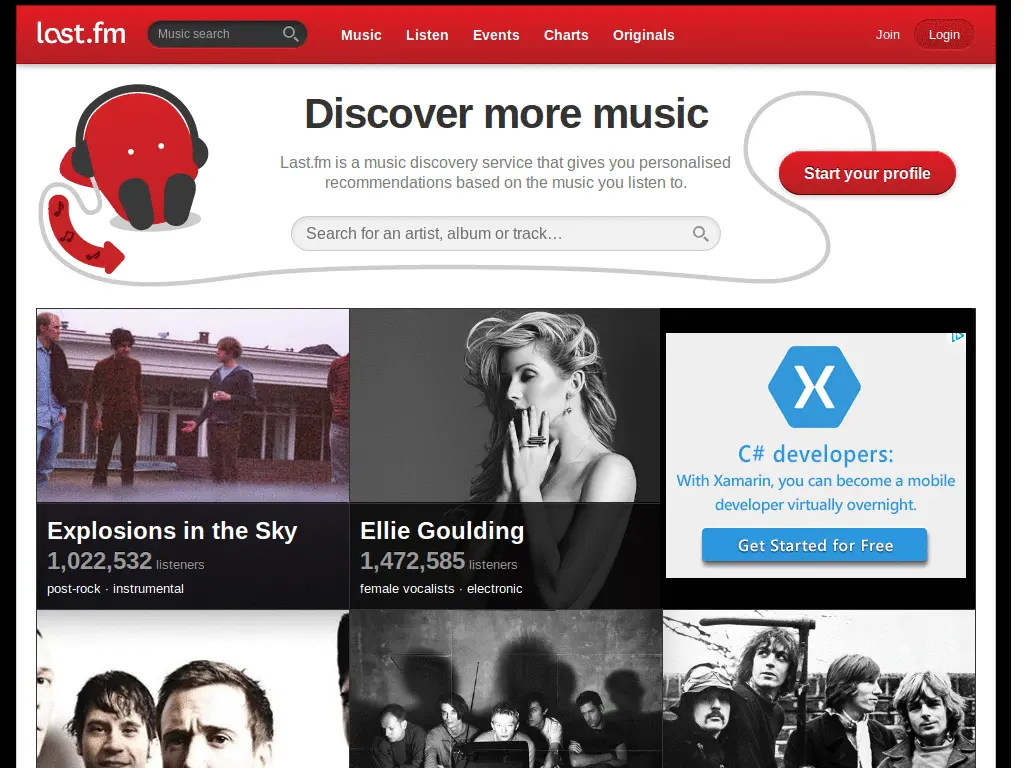 last.fm
Music search
Music
Listen
Events
Charts
Originals
Join
Login
Discover more music
Last.fm is a music discovery service that gives you personalised
recommendations based on the music you listen to.
Start your profile
Search for an artist, album or track…
Explosions in the Sky
1,022,532 listeners
post-rock · instrumental
Ellie Goulding
1,472,585 listeners
female vocalists · electronic
C# developers:
With Xamarin, you can become a mobile
developer virtually overnight.
Get Started for Free